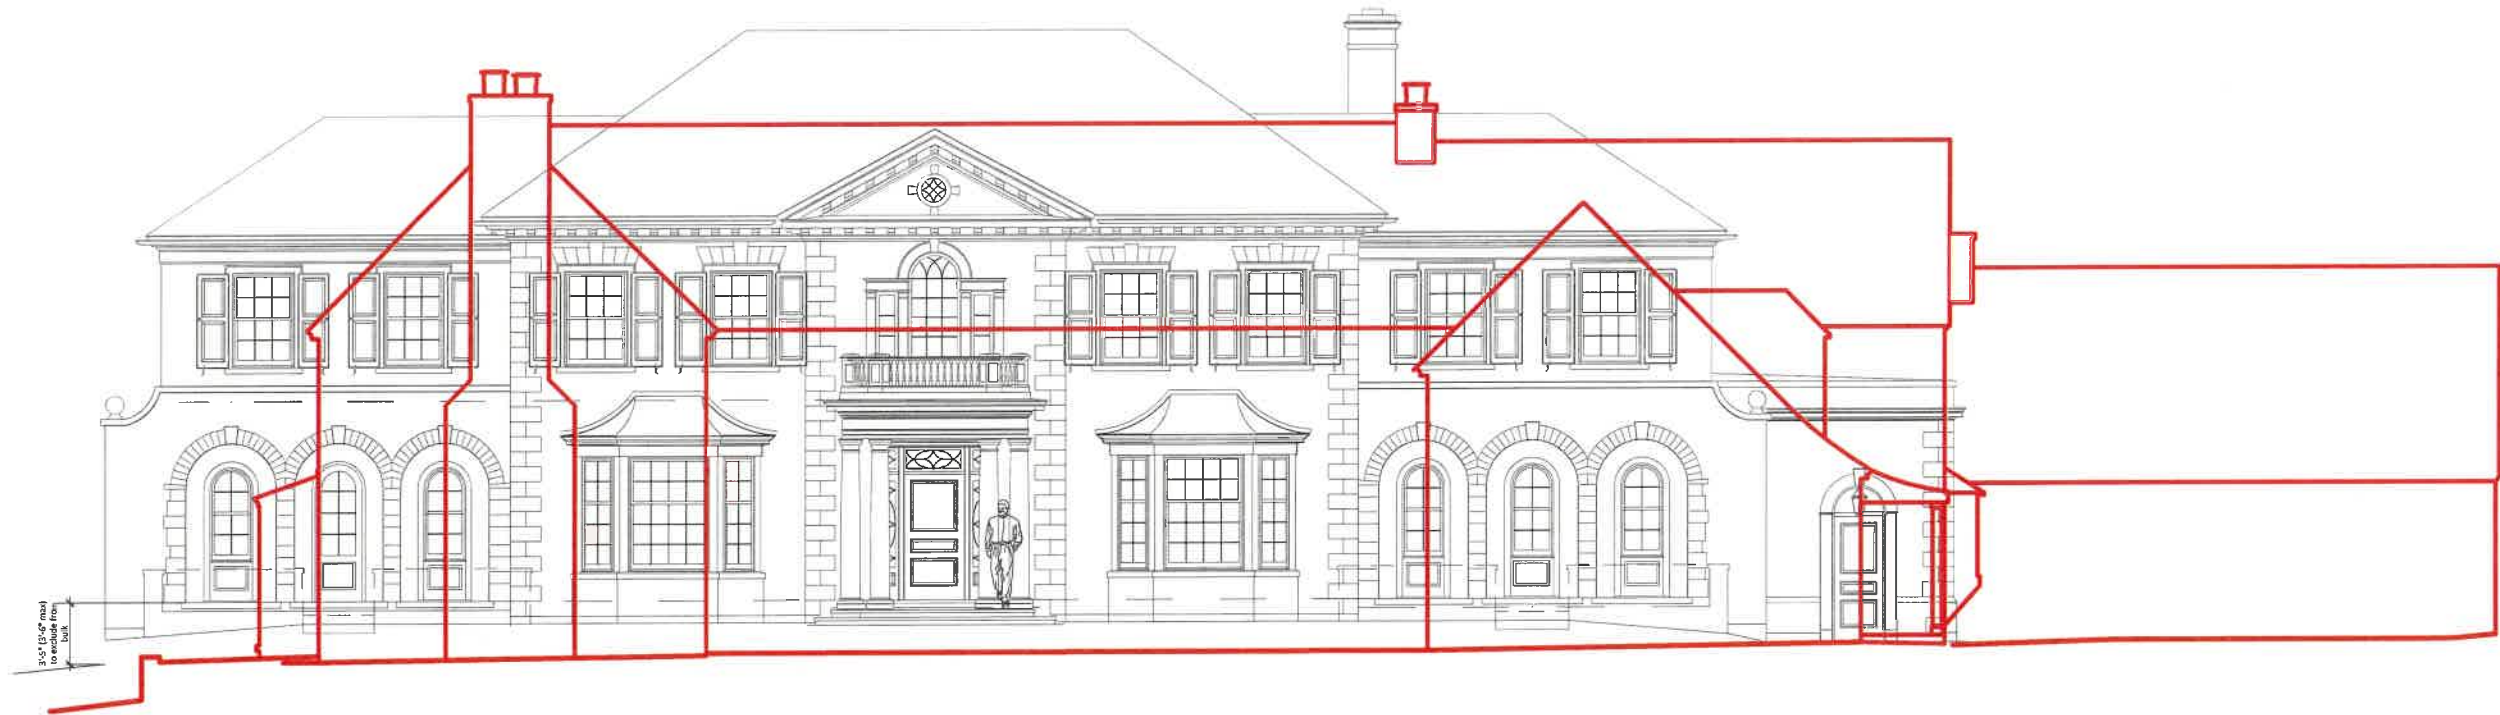 3'-5" (3'-6" max)
to exclude from
bulk